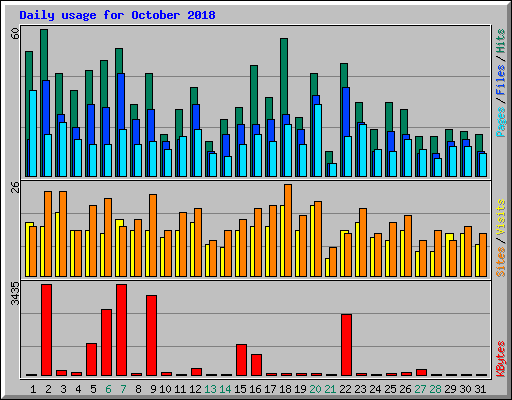 Daily usage for October 2018
60
Pages / Files / Hits
26
Sites / Visits
3435
KBytes
1 2 3 4 5 6 7 8 9 10 11 12 13 14 15 16 17 18 19 20 21 22 23 24 25 26 27 28 29 30 31